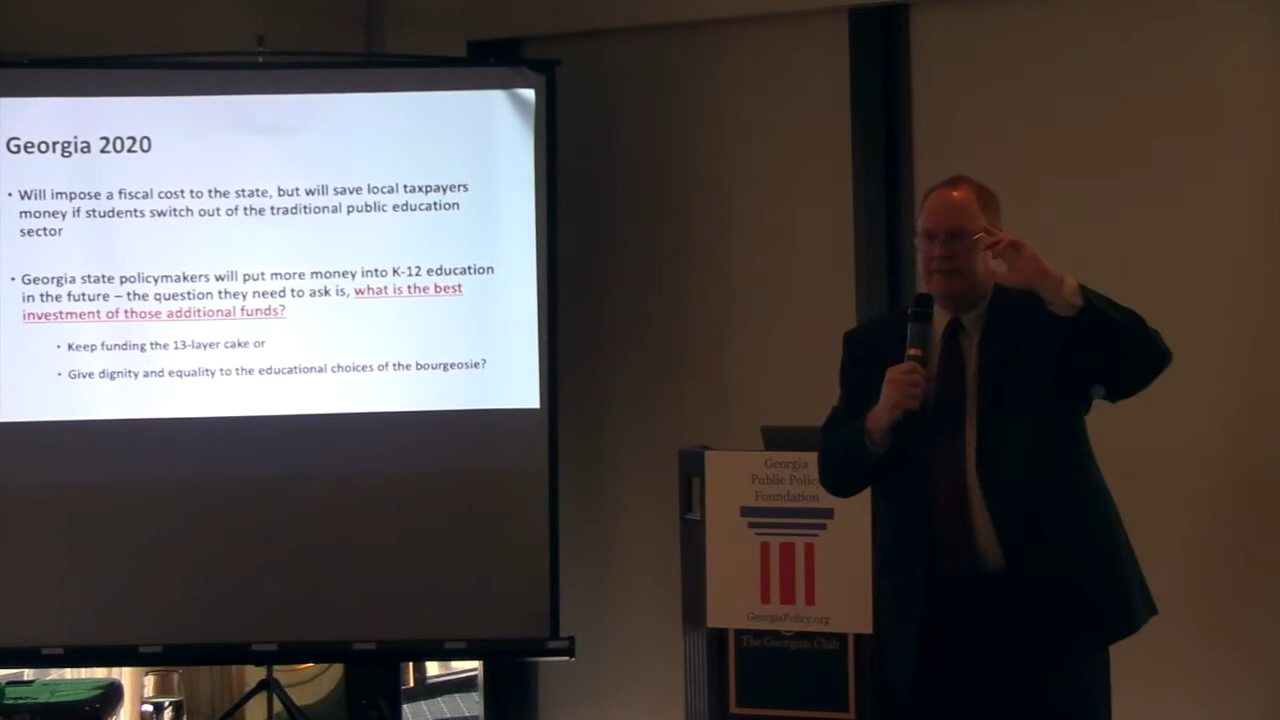 Georgia 2020
• Will impose a fiscal cost to the state, but will save local taxpayers
money if students switch out of the traditional public education
sector
• Georgia state policymakers will put more money into K-12 education
in the future – the question they need to ask is, what is the best
investment of those additional funds?
• Keep funding the 13-layer cake or
• Give dignity and equality to the educational choices of the bourgeosie?
Georgia
Public Polic
Foundation
GeorgiaPolicy.org
The Georgian Club